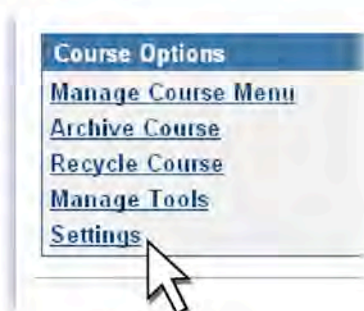 Course Options
Manage Course Menu
Archive Course
Recycle Course
Manage Tools
Settings